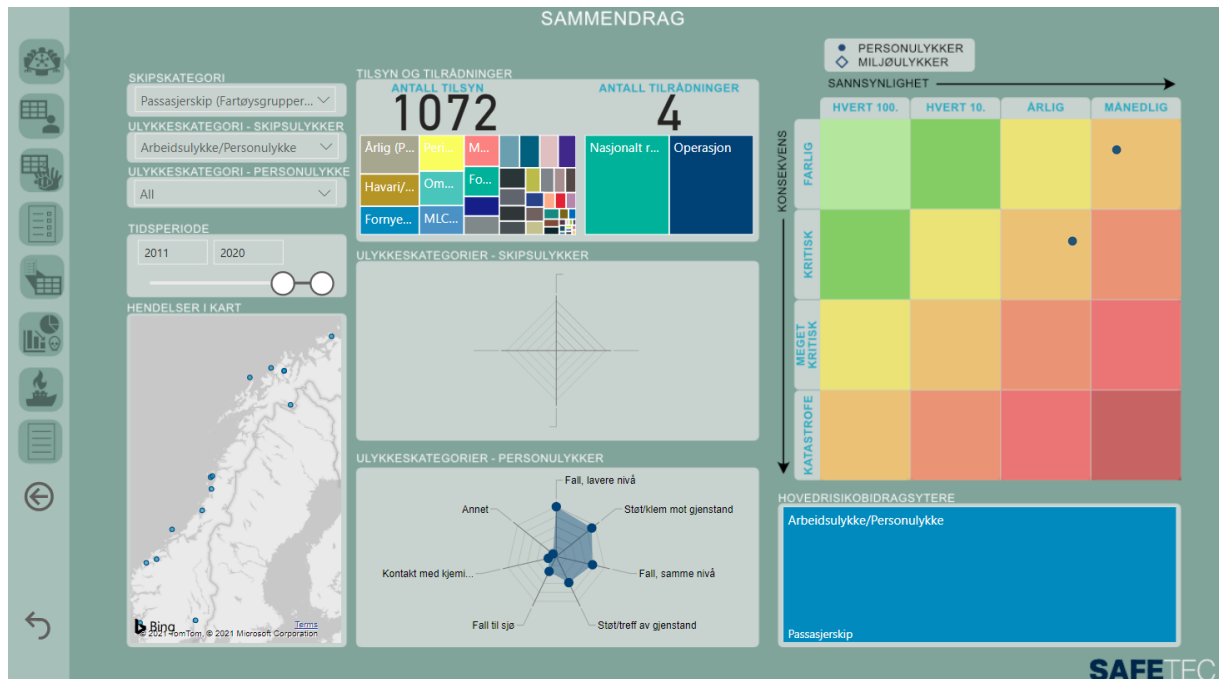 SAMMENDRAG
SKIPSKATEGORI
Passasjerskip (Fartøysgrupper...
ULYKKESKATEGORI - SKIPSULYKKER
Arbeidsulykke/Personulykke
ULYKKESKATEGORI - PERSONULYKKE
All
TIDSPERIODE
2011
2020
HENDELSER I KART
Bing
© 2021 TomTom, © 2021 Microsoft Corporation
Terms
TILSYN OG TILRÅDNINGER
ANTALL TILSYN
1072
Årlig (P...
Peri...
M...
Havari/...
Om...
Fo...
Fornye...
MLC...
ANTALL TILRÅDNINGER
4
Nasjonalt r...
Operasjon
ULYKKESKATEGORIER - SKIPSULYKKER
ULYKKESKATEGORIER - PERSONULYKKER
Fall, lavere nivå
Annet
Støt/klem mot gjenstand
Kontakt med kjemi...
Fall, samme nivå
Fall til sjø
Støt/treff av gjenstand
PERSONULYKKER
MILJØULYKKER
SANNSYNLIGHET
HVERT 100.
HVERT 10.
ÅRLIG
MÅNEDLIG
KONSEKVENS
FARLIG
KRITISK
MEGET
KRITISK
KATASTROFE
HOVEDRISIKOBIDRAGSYTERE
Arbeidsulykke/Personulykke
Passasjerskip
SAFETEC